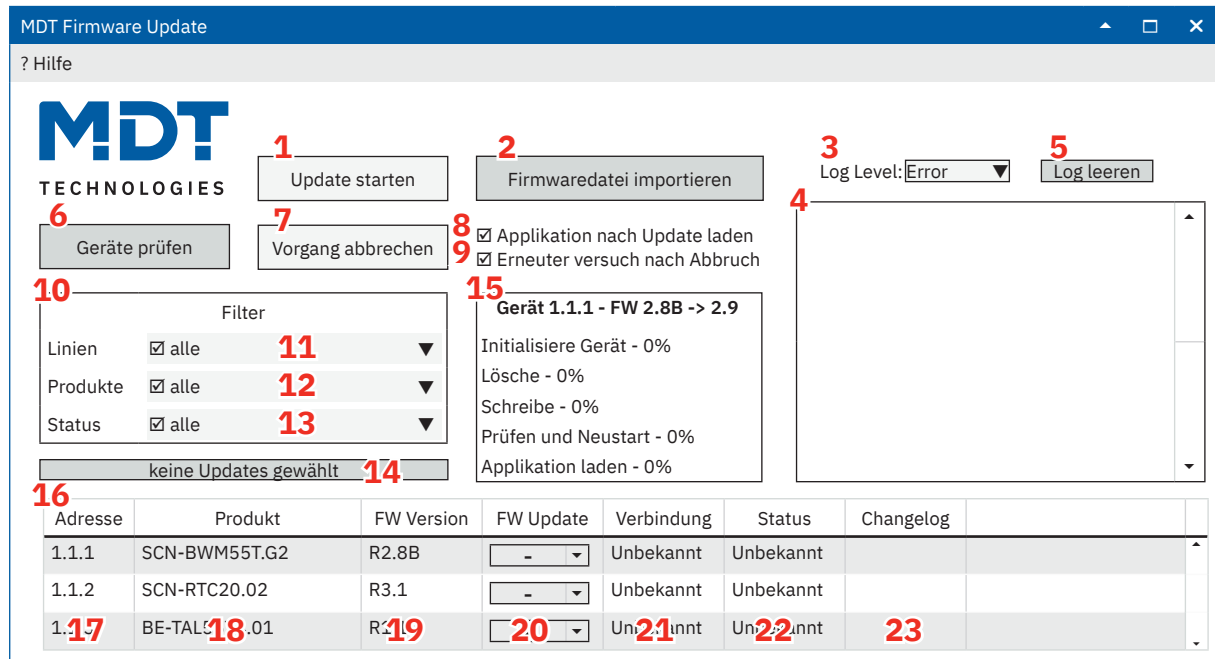 MDT Firmware Update
? Hilfe
MDT
TECHNOLOGIES
1
Update starten
2
Firmwaredatei importieren
3
Log Level: Error
5
Log leeren
4
6
Geräte prüfen
7
Vorgang abbrechen
8 Applikation nach Update laden
9 Erneuter versuch nach Abbruch
10
Filter
Linien alle 11
Produkte alle 12
Status alle 13
keine Updates gewählt 14
15
Gerät 1.1.1 - FW 2.8B -> 2.9
Initialisiere Gerät - 0%
Lösche - 0%
Schreibe - 0%
Prüfen und Neustart - 0%
Applikation laden - 0%
16
Adresse Produkt FW Version FW Update Verbindung Status Changelog
1.1.1 SCN-BWM55T.G2 R2.8B - Unbekannt Unbekannt
1.1.2 SCN-RTC20.02 R3.1 - Unbekannt Unbekannt
17 18 19 20 21 22 23